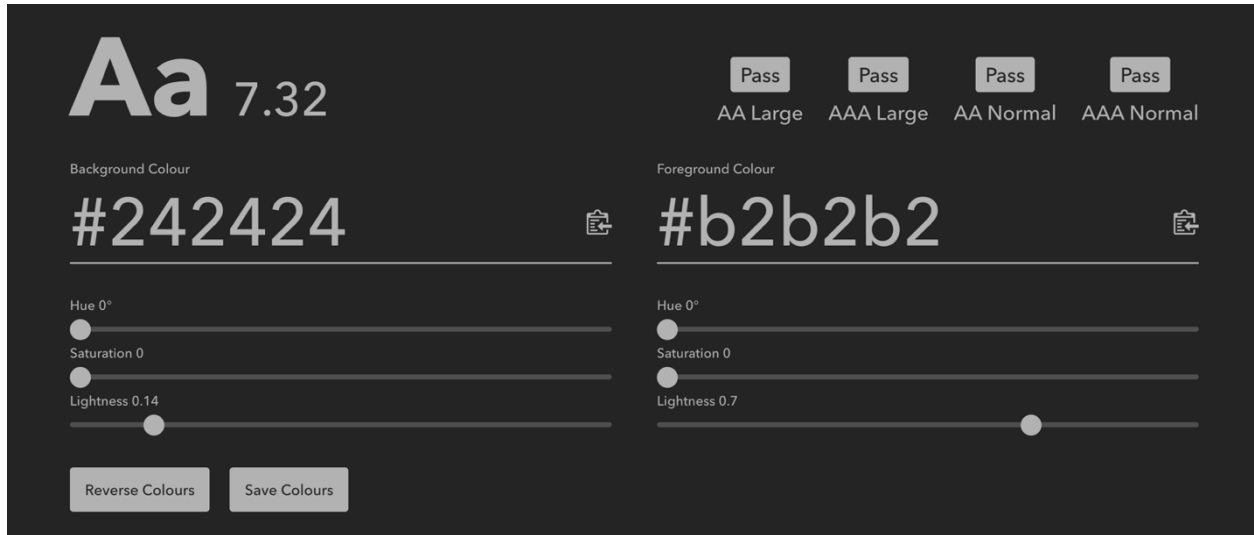 Aa 7.32
Pass Pass Pass Pass
AA Large AAA Large AA Normal AAA Normal
Background Colour
#242424
Foreground Colour
#b2b2b2
Hue 0°
Saturation 0
Lightness 0.14
Hue 0°
Saturation 0
Lightness 0.7
Reverse Colours Save Colours